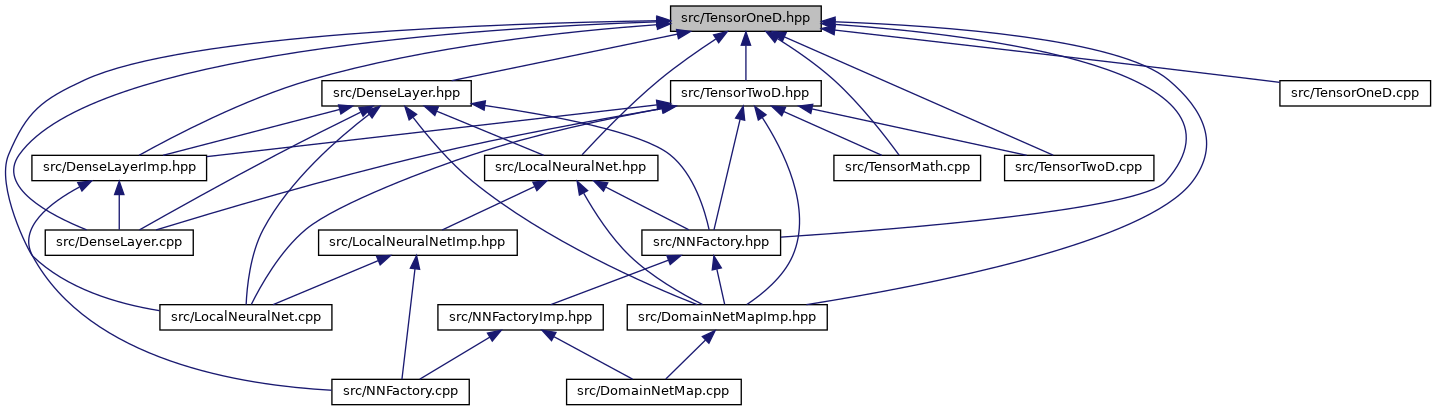 src/TensorOneD.hpp
src/DenseLayer.hpp
src/TensorTwoD.hpp
src/TensorOneD.cpp
src/DenseLayerImp.hpp
src/LocalNeuralNet.hpp
src/TensorMath.cpp
src/TensorTwoD.cpp
src/DenseLayer.cpp
src/LocalNeuralNetImp.hpp
src/NNFactory.hpp
src/LocalNeuralNet.cpp
src/NNFactoryImp.hpp
src/DomainNetMapImp.hpp
src/NNFactory.cpp
src/DomainNetMap.cpp